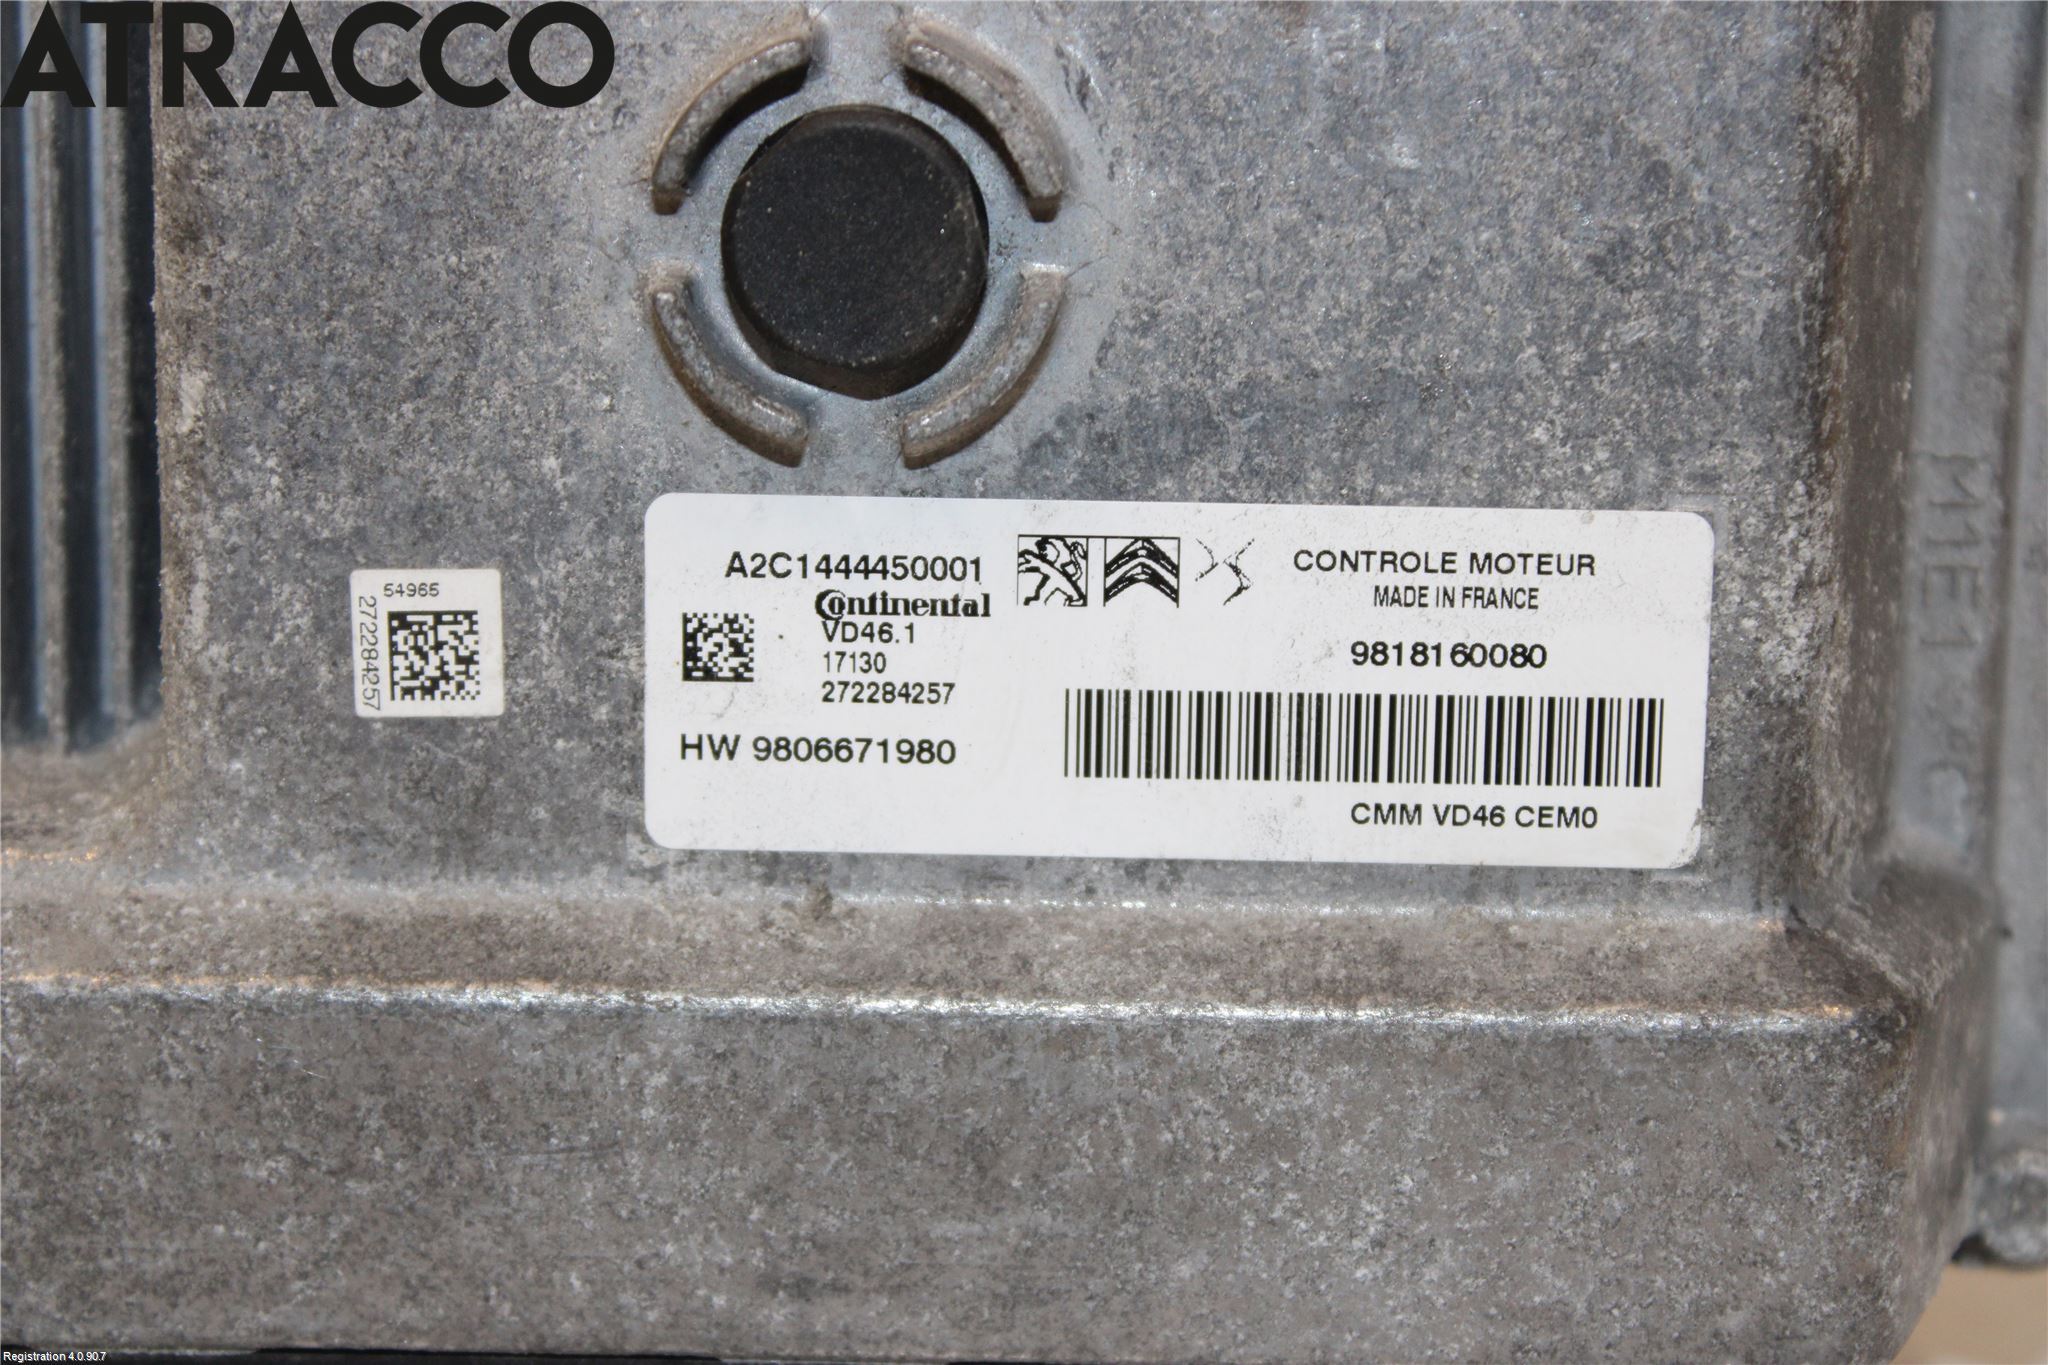 ATRACCO
54965
272284257
A2C1444450001
Continental
VD46.1
17130
272284257
HW 9806671980
CONTROLE MOTEUR
MADE IN FRANCE
9818160080
CMM VD46 CEM0
Registration 4.0.90.7